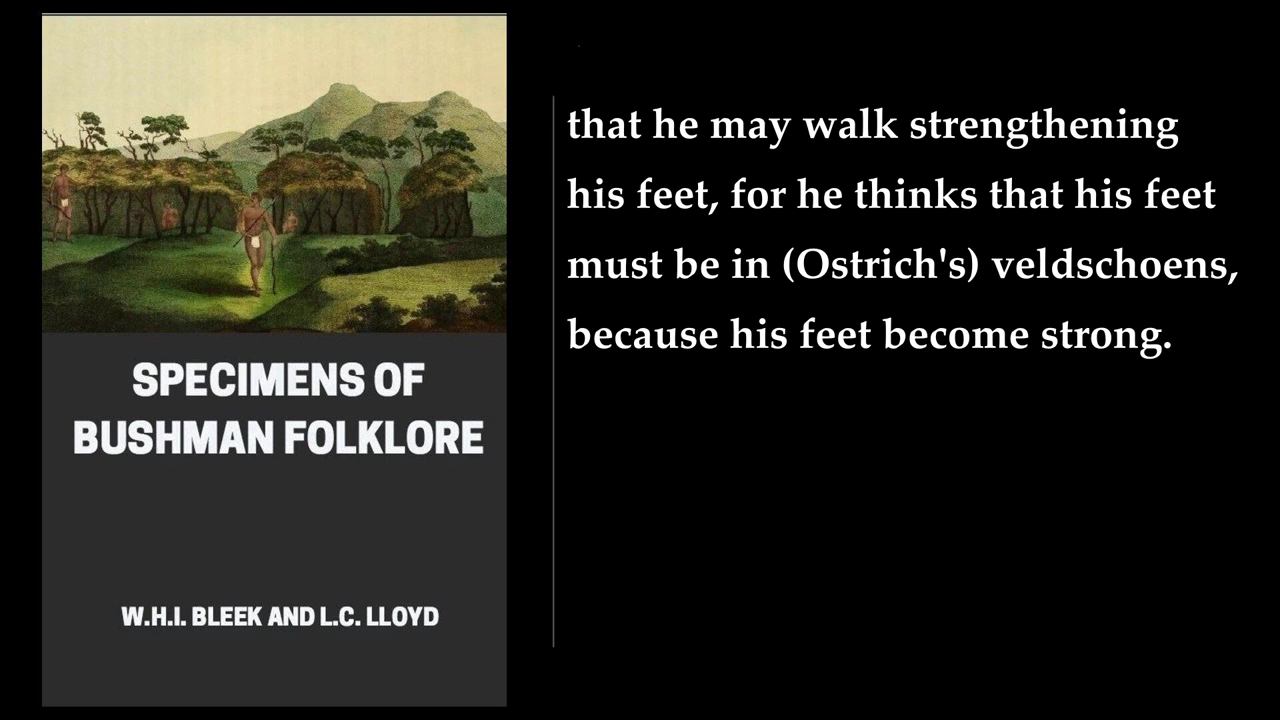 SPECIMENS OF
BUSHMAN FOLKLORE
W.H.I. BLEEK AND L.C. LLOYD
that he may walk strengthening
his feet, for he thinks that his feet
must be in (Ostrich's) veldschoens,
because his feet become strong.